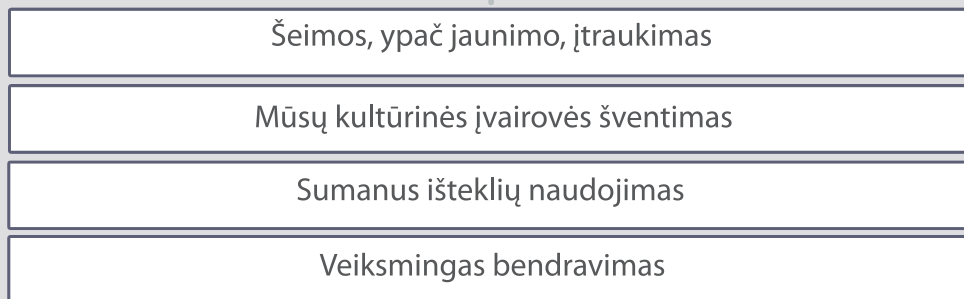 Šeimos, ypač jaunimo, įtraukimas
Mūsų kultūrinės įvairovės šventimas
Sumanus išteklių naudojimas
Veiksmingas bendravimas